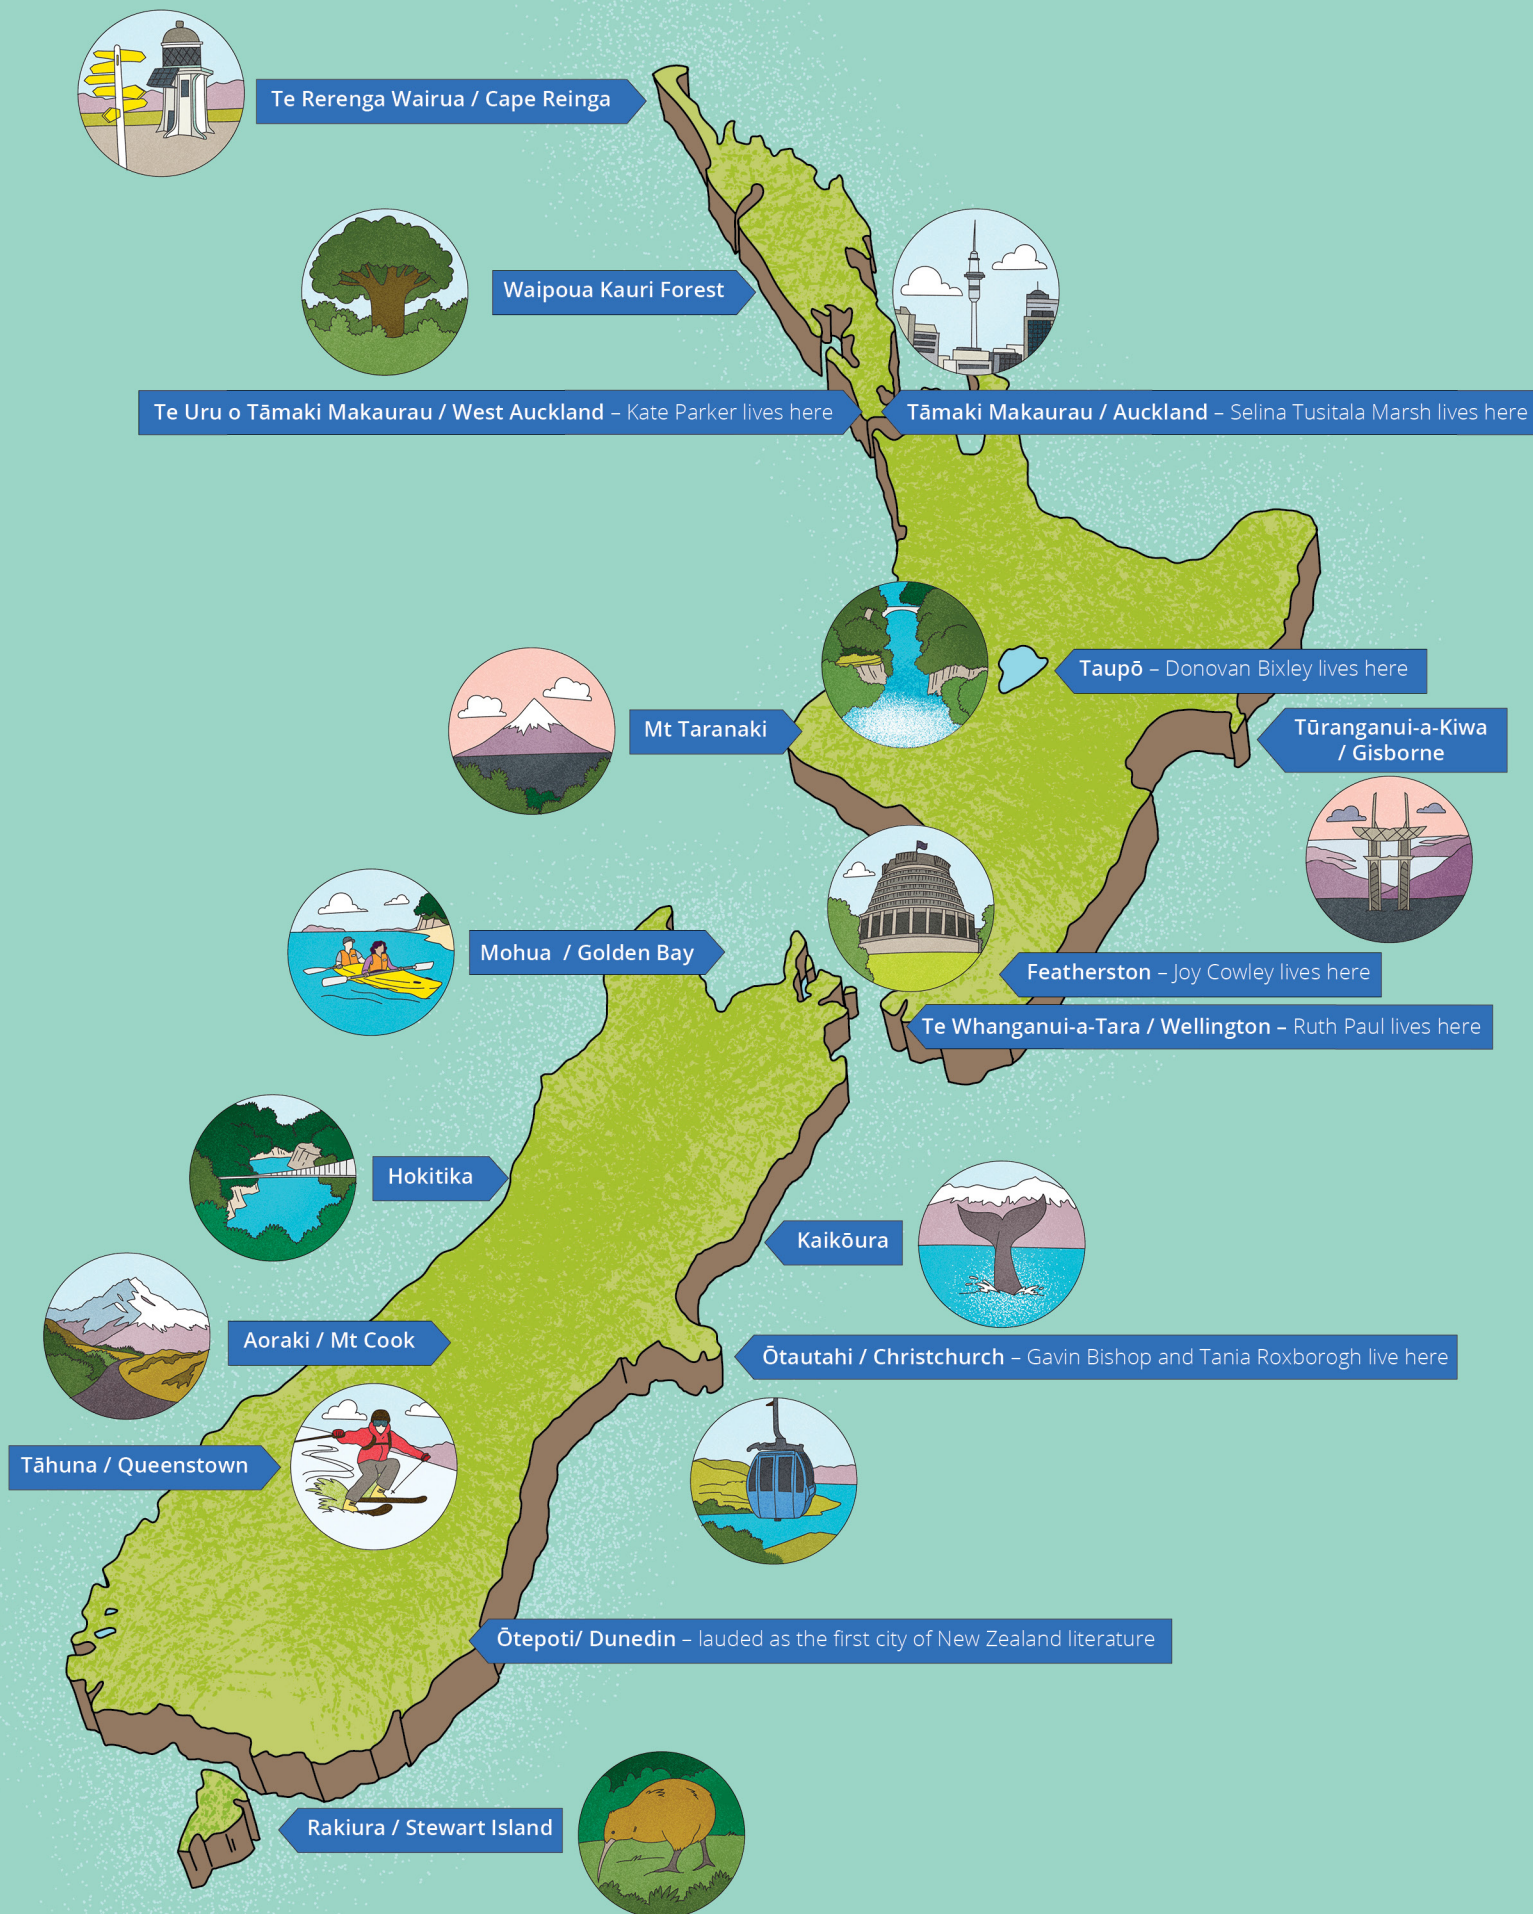 Te Rerenga Wairua / Cape Reinga
Waipoua Kauri Forest
Te Uru o Tāmaki Makaurau / West Auckland – Kate Parker lives here
Tāmaki Makaurau / Auckland – Selina Tusitala Marsh lives here
Taupō – Donovan Bixley lives here
Mt Taranaki
Tūranganui-a-Kiwa
/ Gisborne
Mohua / Golden Bay
Featherston – Joy Cowley lives here
Te Whanganui-a-Tara / Wellington – Ruth Paul lives here
Hokitika
Kaikōura
Aoraki / Mt Cook
Ōtautahi / Christchurch – Gavin Bishop and Tania Roxborogh live here
Tāhuna / Queenstown
Ōtepoti/ Dunedin – lauded as the first city of New Zealand literature
Rakiura / Stewart Island